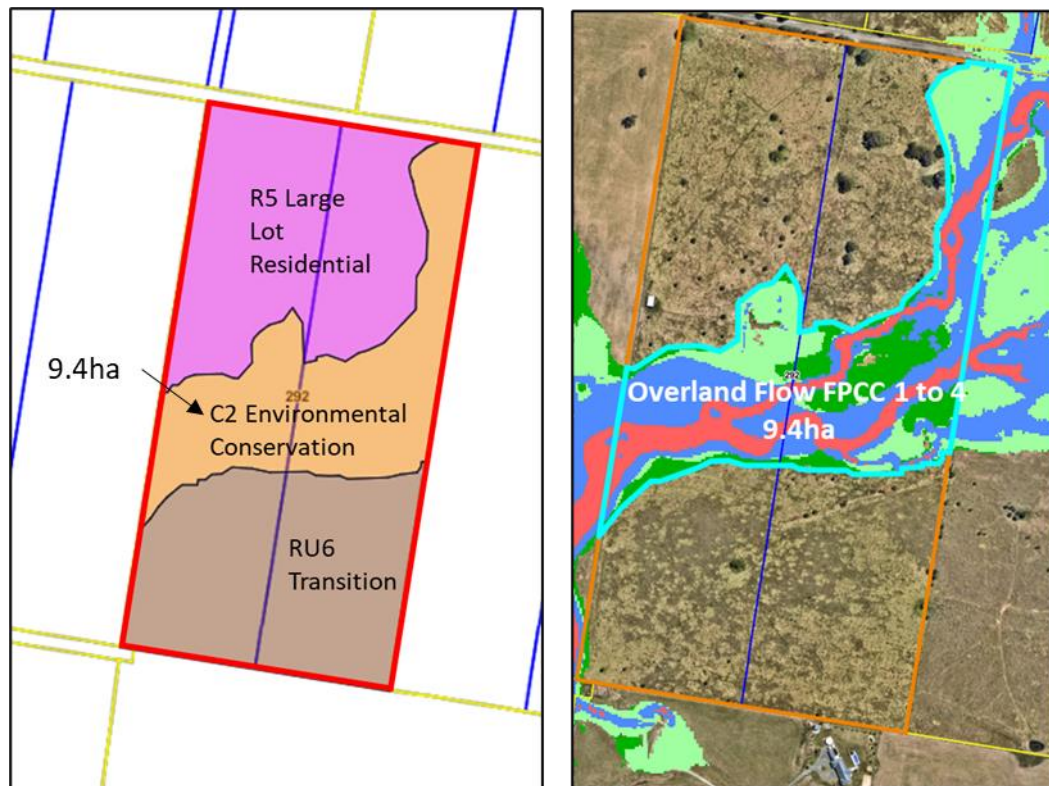 R5 Large
Lot
Residential
9.4ha
292
C2 Environmental
Conservation
RU6
Transition
292
Overland Flow FPCC 1 to 4
9.4ha